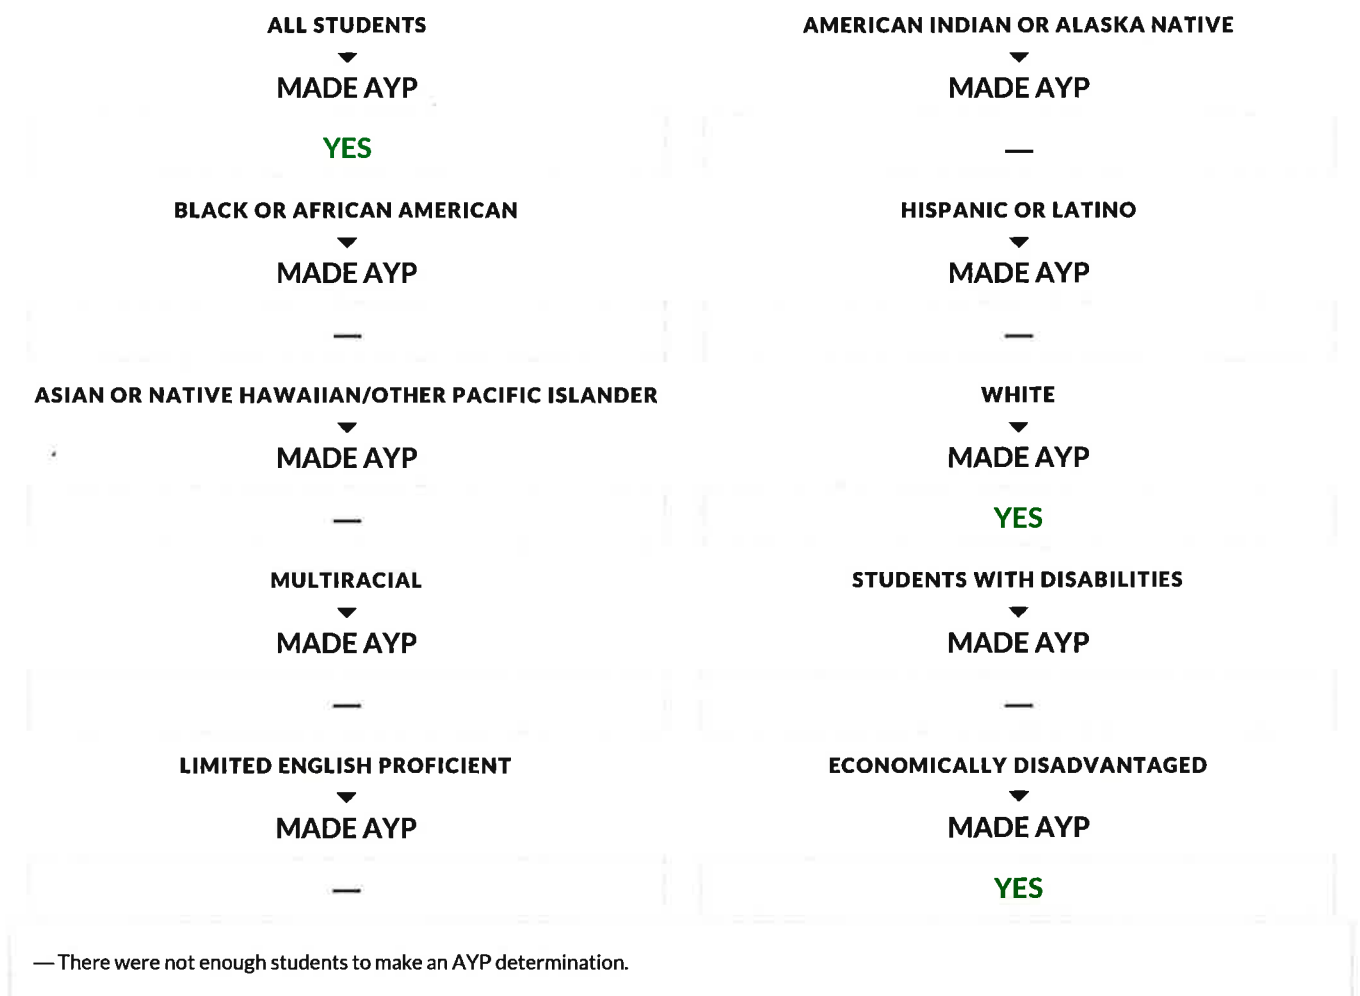 ALL STUDENTS
MADE AYP
YES
AMERICAN INDIAN OR ALASKA NATIVE
MADE AYP
—
BLACK OR AFRICAN AMERICAN
MADE AYP
—
HISPANIC OR LATINO
MADE AYP
—
ASIAN OR NATIVE HAWAIIAN/OTHER PACIFIC ISLANDER
MADE AYP
—
WHITE
MADE AYP
YES
MULTIRACIAL
MADE AYP
—
STUDENTS WITH DISABILITIES
MADE AYP
—
LIMITED ENGLISH PROFICIENT
MADE AYP
—
ECONOMICALLY DISADVANTAGED
MADE AYP
YES
— There were not enough students to make an AYP determination.